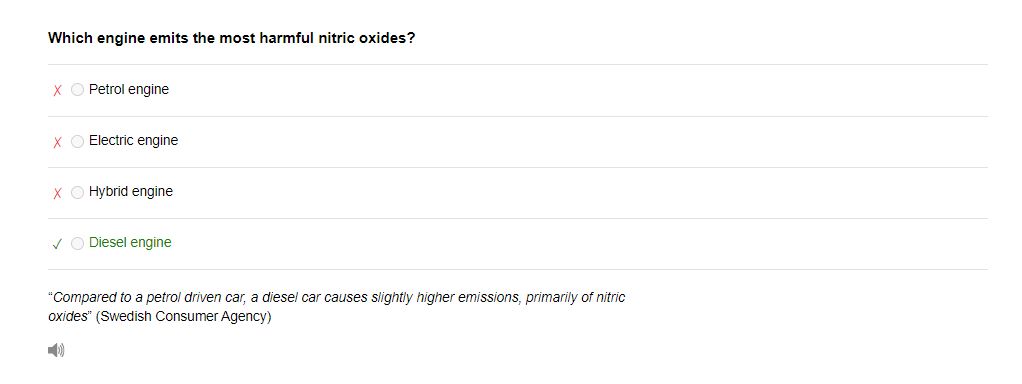 Which engine emits the most harmful nitric oxides?
✗ Petrol engine
✗ Electric engine
✗ Hybrid engine
✓ Diesel engine
“Compared to a petrol driven car, a diesel car causes slightly higher emissions, primarily of nitric
oxides” (Swedish Consumer Agency)